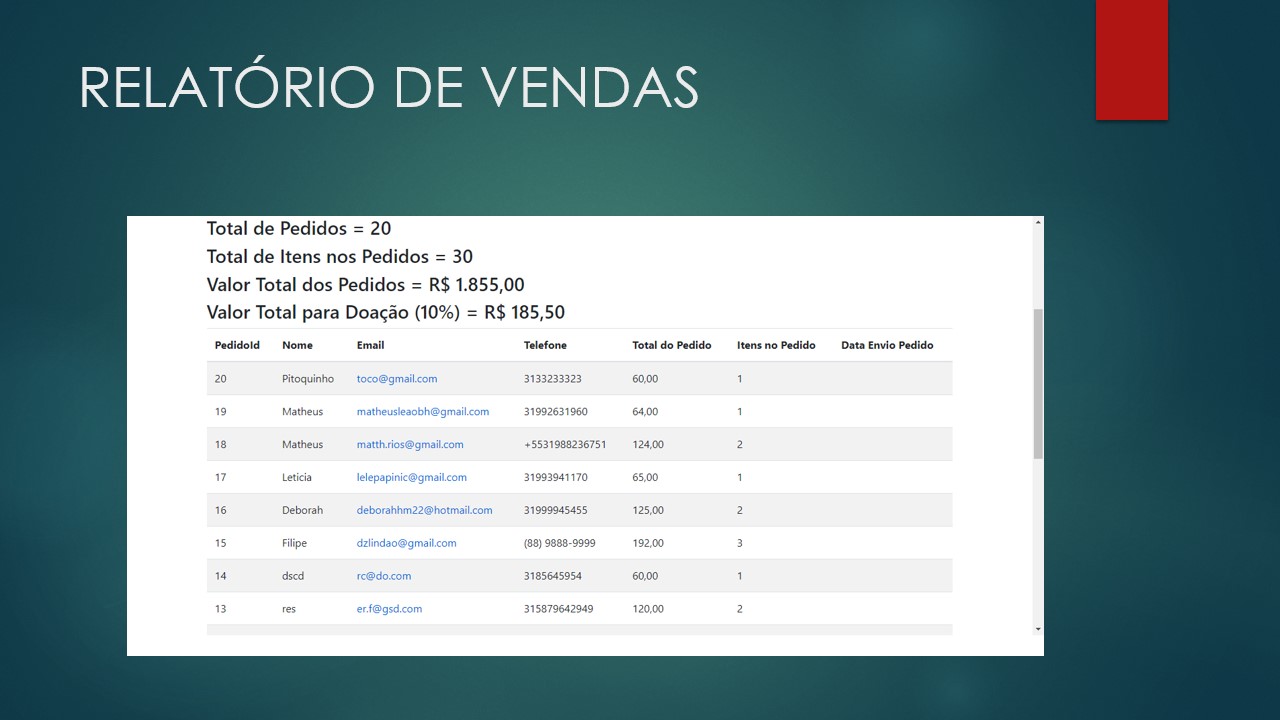 RELATÓRIO DE VENDAS
Total de Pedidos = 20
Total de Itens nos Pedidos = 30
Valor Total dos Pedidos = R$ 1.855,00
Valor Total para Doação (10%) = R$ 185,50
PedidoId Nome Email Telefone Total do Pedido Itens no Pedido Data Envio Pedido
20 Pitoquinho toco@gmail.com 3133233323 60,00 1
19 Matheus matheusleaobh@gmail.com 31992631960 64,00 1
18 Matheus matth.rios@gmail.com +5531988236751 124,00 2
17 Leticia lelepapinic@gmail.com 31993941170 65,00 1
16 Deborah deborahhm22@hotmail.com 31999945455 125,00 2
15 Filipe dzlindao@gmail.com (88) 9888-9999 192,00 3
14 dscd rc@do.com 3185645954 60,00 1
13 res er.f@gsd.com 315879642949 120,00 2